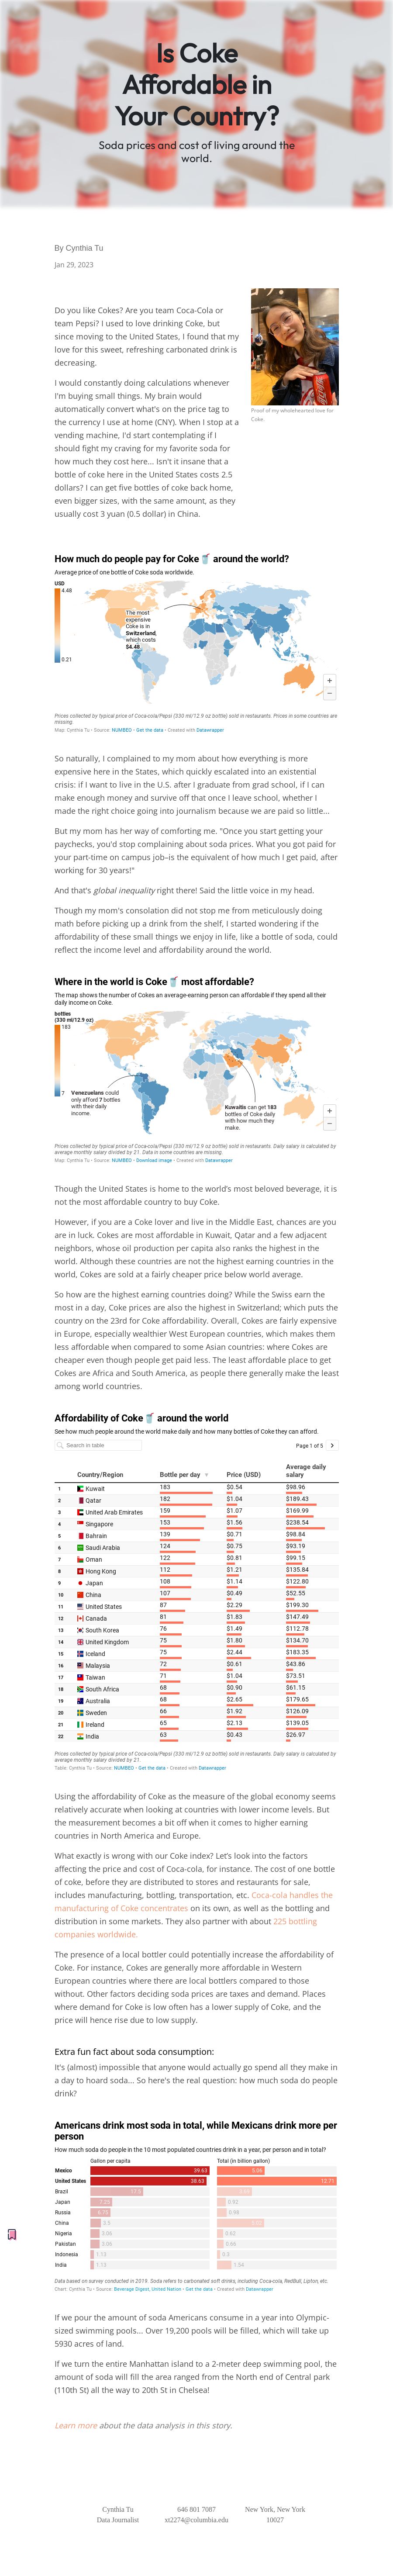 Is Coke
Affordable in
Your Country?
Soda prices and cost of living around the
world.
By Cynthia Tu
Jan 29, 2023
Do you like Cokes? Are you team Coca-Cola or
team Pepsi? I used to love drinking Coke, but
since moving to the United States, I found that my
love for this sweet, refreshing carbonated drink is
decreasing.
I would constantly doing calculations whenever
I'm buying small things. My brain would
automatically convert what's on the price tag to
the currency I use at home (CNY). When I stop at a
vending machine, I'd start contemplating if I
should fight my craving for my favorite soda for
how much they cost here... Isn't it insane that a
bottle of coke here in the United States costs 2.5
dollars? I can get five bottles of coke back home,
even bigger sizes, with the same amount, as they
usually cost 3 yuan (0.5 dollar) in China.
Proof of my wholehearted love for
Coke.
How much do people pay for Coke🥤 around the world?
Average price of one bottle of Coke soda worldwide.
USD
4.48
0.21
The most
expensive
Coke is in
Switzerland,
which costs
$4.48
+
−
Prices collected by typical price of Coca-cola/Pepsi (330 ml/12.9 oz bottle) sold in restaurants. Prices in some countries are
missing.
Map: Cynthia Tu • Source: NUMBEO • Get the data • Created with Datawrapper
So naturally, I complained to my mom about how everything is more
expensive here in the States, which quickly escalated into an existential
crisis: if I want to live in the U.S. after I graduate from grad school, if I can
make enough money and survive off that once I leave school, whether I
made the right choice going into journalism because we are paid so little...
But my mom has her way of comforting me. "Once you start getting your
paychecks, you'd stop complaining about soda prices. What you got paid for
your part-time on campus job–is the equivalent of how much I get paid, after
working for 30 years!"
And that's global inequality right there! Said the little voice in my head.
Though my mom's consolation did not stop me from meticulously doing
math before picking up a drink from the shelf, I started wondering if the
affordability of these small things we enjoy in life, like a bottle of soda, could
reflect the income level and affordability around the world.
Where in the world is Coke🥤 most affordable?
The map shows the number of Cokes an average-earning person can affordable if they spend all their
daily income on Coke.
bottles
(330 ml/12.9 oz)
183
7
Venezuelans could
only afford 7 bottles
with their daily
income.
Kuwaitis can get 183
bottles of Coke daily
with how much they
make.
+
−
Prices collected by typical price of Coca-cola/Pepsi (330 ml/12.9 oz bottle) sold in restaurants. Daily salary is calculated by
average monthly salary divided by 21. Data in some countries are missing.
Map: Cynthia Tu • Source: NUMBEO • Download image • Created with Datawrapper
Though the United States is home to the world's most beloved beverage, it is
not the most affordable country to buy Coke.
However, if you are a Coke lover and live in the Middle East, chances are you
are in luck. Cokes are most affordable in Kuwait, Qatar and a few adjacent
neighbors, whose oil production per capita also ranks the highest in the
world. Although these countries are not the highest earning countries in the
world, Cokes are sold at a fairly cheaper price below world average.
So how are the highest earning countries doing? While the Swiss earn the
most in a day, Coke prices are also the highest in Switzerland; which puts the
country on the 23rd for Coke affordability. Overall, Cokes are fairly expensive
in Europe, especially wealthier West European countries, which makes them
less affordable when compared to some Asian countries: where Cokes are
cheaper even though people get paid less. The least affordable place to get
Cokes are Africa and South America, as people there generally make the least
among world countries.
Affordability of Coke🥤 around the world
See how much people around the world make daily and how many bottles of Coke they can afford.
Search in table
Page 1 of 5
Country/Region Bottle per day Price (USD) Average daily
salary
1 Kuwait 183 $0.54 $98.96
2 Qatar 182 $1.04 $189.43
3 United Arab Emirates 159 $1.07 $169.99
4 Singapore 153 $1.56 $238.54
5 Bahrain 139 $0.71 $98.84
6 Saudi Arabia 124 $0.75 $93.19
7 Oman 122 $0.81 $99.15
8 Hong Kong 112 $1.21 $135.84
9 Japan 108 $1.14 $122.80
10 China 107 $0.49 $52.55
11 United States 87 $2.29 $199.30
12 Canada 81 $1.83 $147.49
13 South Korea 76 $1.49 $112.78
14 United Kingdom 75 $1.80 $134.70
15 Iceland 75 $2.44 $183.35
16 Malaysia 72 $0.61 $43.86
17 Taiwan 71 $1.04 $73.51
18 South Africa 68 $0.90 $61.15
19 Australia 68 $2.65 $179.65
20 Sweden 66 $1.92 $126.09
21 Ireland 65 $2.13 $139.05
22 India 63 $0.43 $26.97
Prices collected by typical price of Coca-cola/Pepsi (330 ml/12.9 oz bottle) sold in restaurants. Daily salary is calculated by
average monthly salary divided by 21.
Table: Cynthia Tu • Source: NUMBEO • Get the data • Created with Datawrapper
Using the affordability of Coke as the measure of the global economy seems
relatively accurate when looking at countries with lower income levels. But
the measurement becomes a bit off when it comes to higher earning
countries in North America and Europe.
What exactly is wrong with our Coke index? Let's look into the factors
affecting the price and cost of Coca-cola, for instance. The cost of one bottle
of coke, before they are distributed to stores and restaurants for sale,
includes manufacturing, bottling, transportation, etc. Coca-cola handles the
manufacturing of Coke concentrates on its own, as well as the bottling and
distribution in some markets. They also partner with about 225 bottling
companies worldwide.
The presence of a local bottler could potentially increase the affordability of
Coke. For instance, Cokes are generally more affordable in Western
European countries where there are local bottlers compared to those
without. Other factors deciding soda prices are taxes and demand. Places
where demand for Coke is low often has a lower supply of Coke, and the
price will hence rise due to low supply.
Extra fun fact about soda consumption:
It's (almost) impossible that anyone would actually go spend all they make in
a day to hoard soda... So here's the real question: how much soda do people
drink?
Americans drink most soda in total, while Mexicans drink more per
person
How much soda do people in the 10 most populated countries drink in a year, per person and in total?
Gallon per capita Total (in billion gallon)
Mexico 39.63 5.06
United States 38.63 12.71
Brazil
Japan 7.25 0.92
Russia 6.75 0.98
China 3.3
Nigeria 3.06 0.62
Pakistan 3.06 0.66
Indonesia 1.13 0.3
India 1.13 1.54
Data based on survey conducted in 2019. Soda refers to carbonated soft drinks, including Coca-cola, RedBull, Lipton, etc.
Chart: Cynthia Tu • Source: Beverage Digest, United Nation • Get the data • Created with Datawrapper
If we pour the amount of soda Americans consume in a year into Olympic-
sized swimming pools... Over 19,200 pools will be filled, which will take up
5930 acres of land.
If we turn the entire Manhattan island to a 2-meter deep swimming pool, the
amount of soda will fill the area ranged from the North end of Central park
(110th St) all the way to 20th St in Chelsea!
Learn more about the data analysis in this story.
Cynthia Tu
Data Journalist
646 801 7087
xt2274@columbia.edu
New York, New York
10027